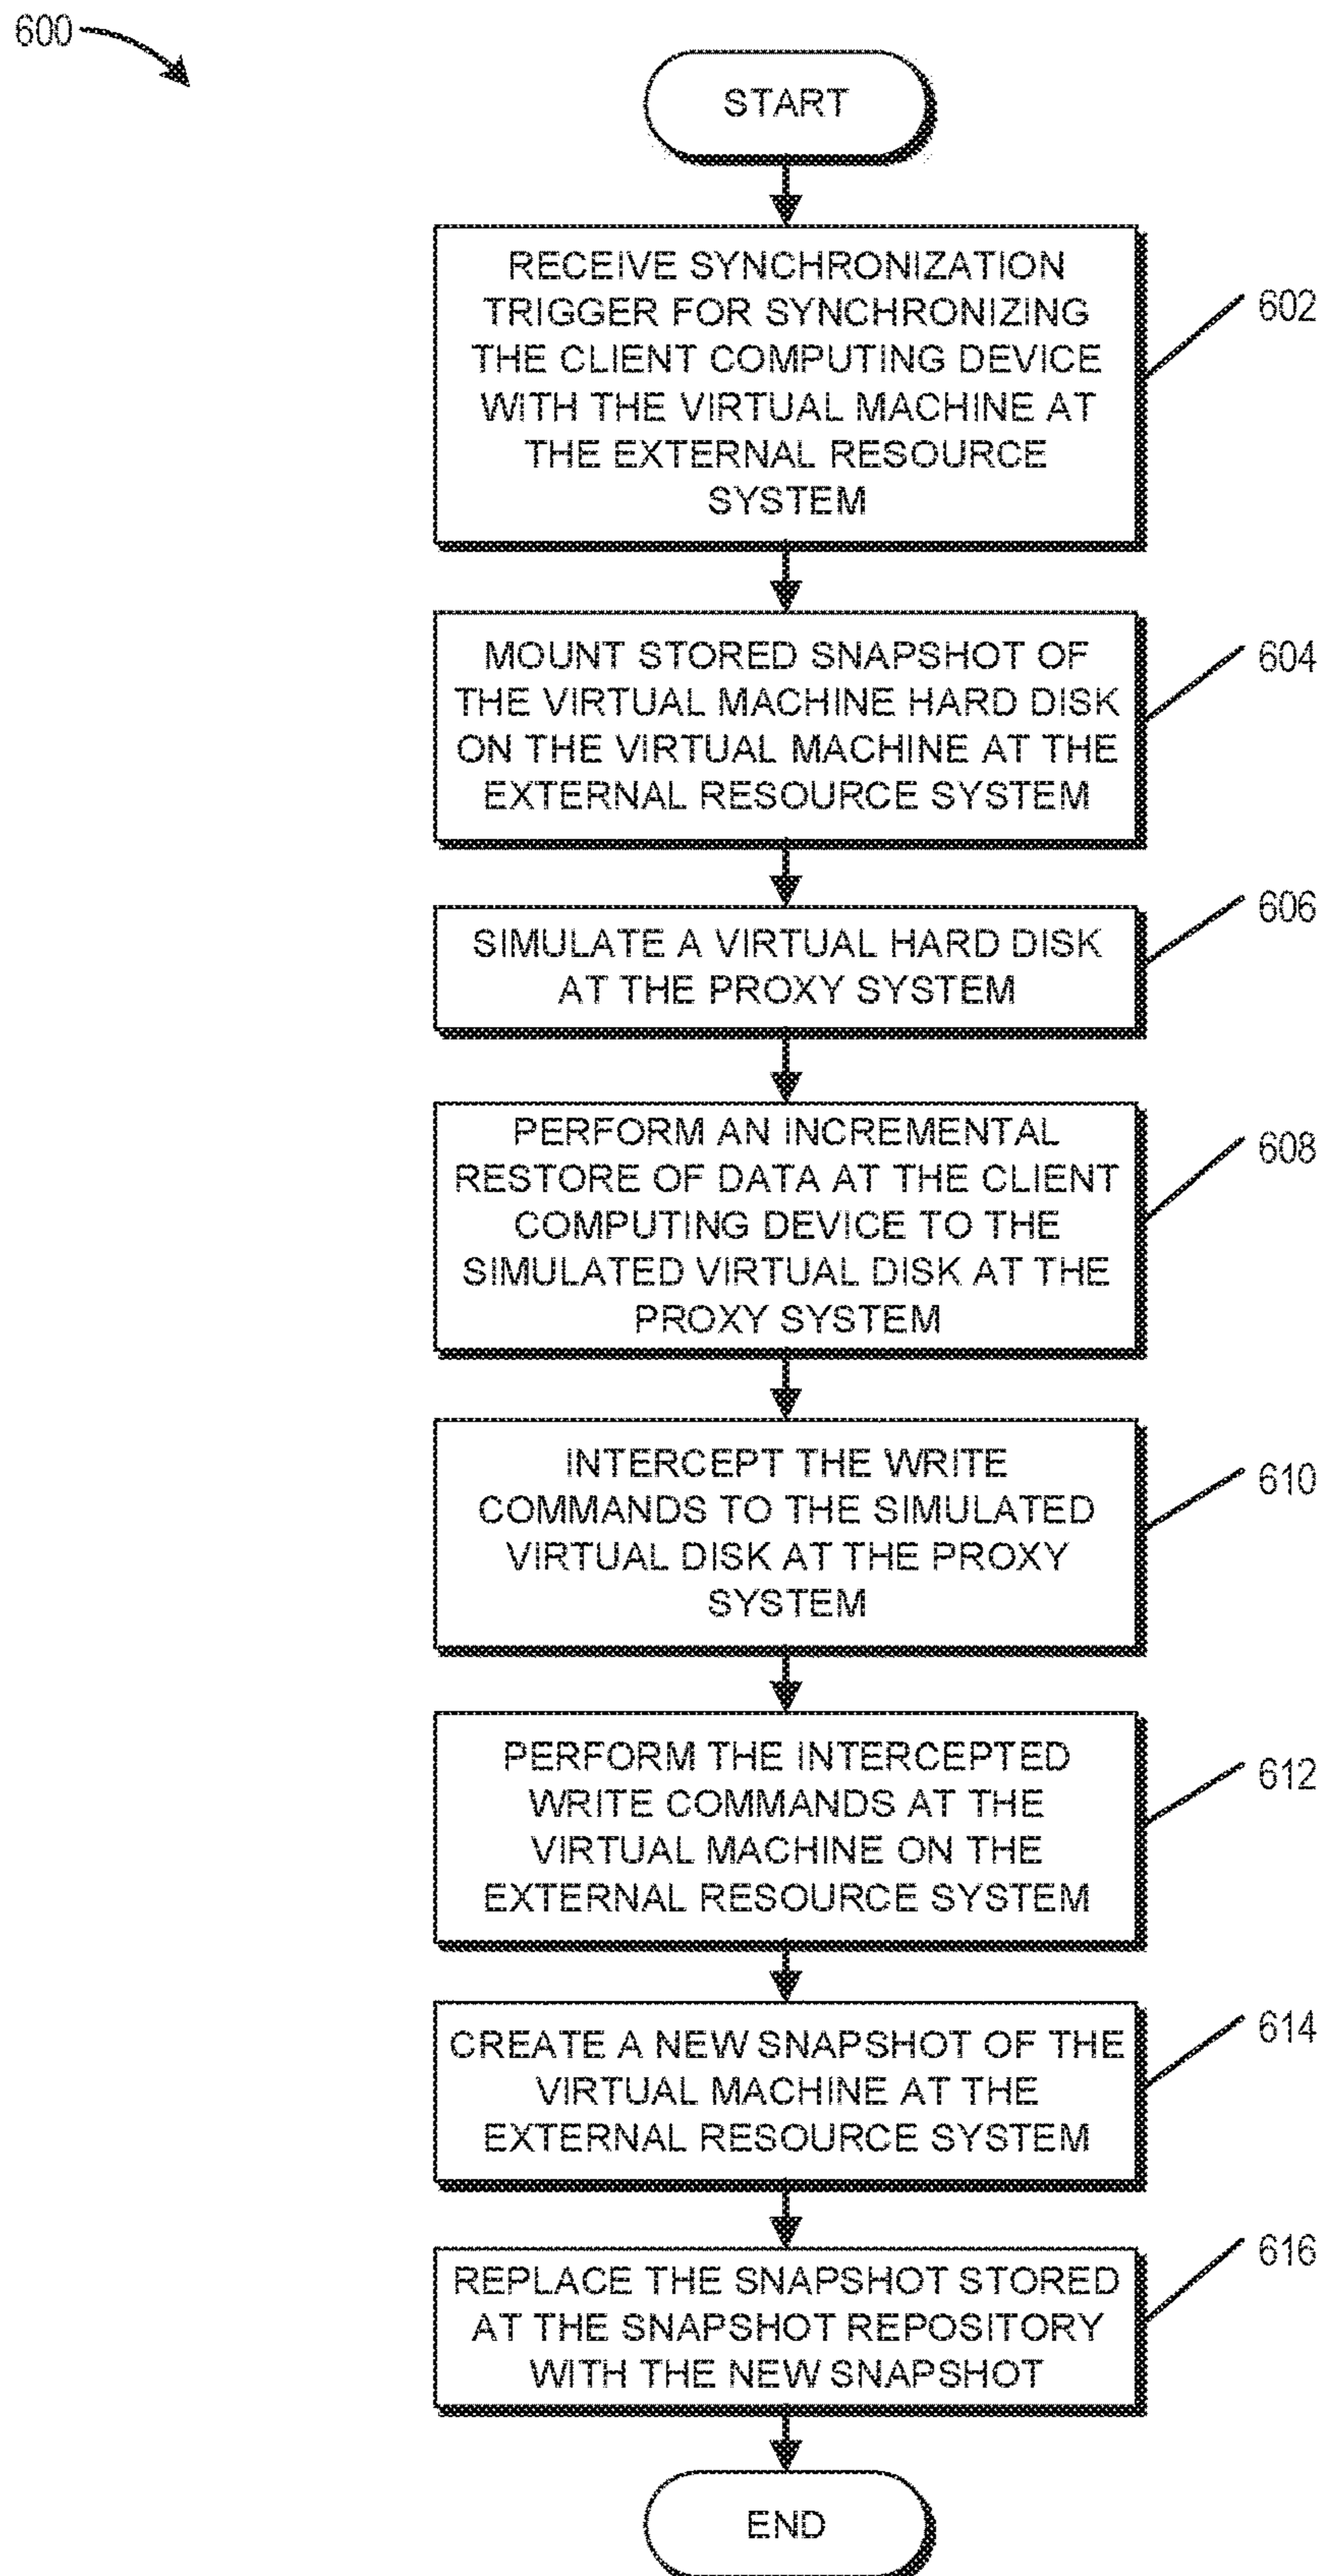 600
START
RECEIVE SYNCHRONIZATION
TRIGGER FOR SYNCHRONIZING
THE CLIENT COMPUTING DEVICE
WITH THE VIRTUAL MACHINE AT
THE EXTERNAL RESOURCE
SYSTEM
602
MOUNT STORED SNAPSHOT OF
THE VIRTUAL MACHINE HARD DISK
ON THE VIRTUAL MACHINE AT THE
EXTERNAL RESOURCE SYSTEM
604
SIMULATE A VIRTUAL HARD DISK
AT THE PROXY SYSTEM
606
PERFORM AN INCREMENTAL
RESTORE OF DATA AT THE CLIENT
COMPUTING DEVICE TO THE
SIMULATED VIRTUAL DISK AT THE
PROXY SYSTEM
608
INTERCEPT THE WRITE
COMMANDS TO THE SIMULATED
VIRTUAL DISK AT THE PROXY
SYSTEM
610
PERFORM THE INTERCEPTED
WRITE COMMANDS AT THE
VIRTUAL MACHINE ON THE
EXTERNAL RESOURCE SYSTEM
612
CREATE A NEW SNAPSHOT OF THE
VIRTUAL MACHINE AT THE
EXTERNAL RESOURCE SYSTEM
614
REPLACE THE SNAPSHOT STORED
AT THE SNAPSHOT REPOSITORY
WITH THE NEW SNAPSHOT
616
END